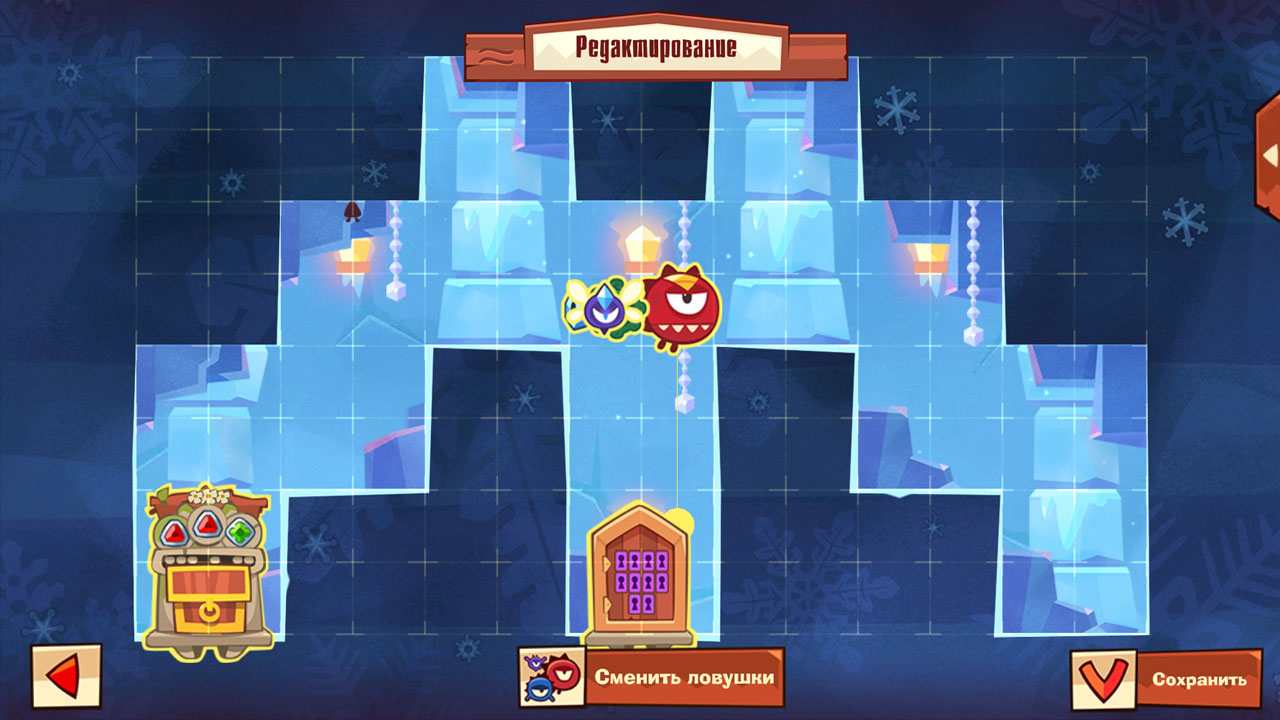 Редактирование
Сменить ловушки
Сохранить